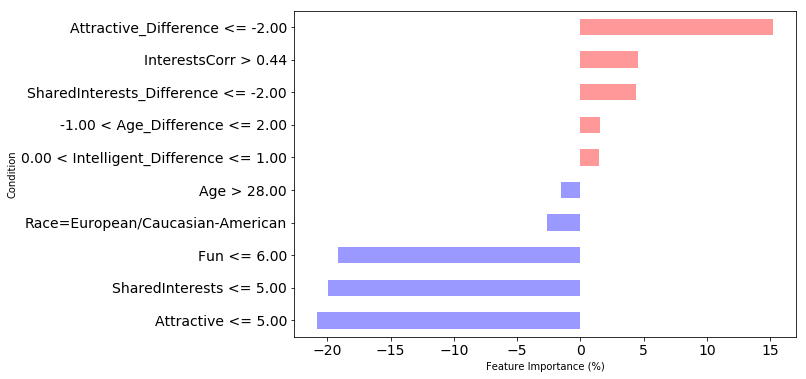 Attractive_Difference <= -2.00
InterestsCorr > 0.44
SharedInterests_Difference <= -2.00
-1.00 < Age_Difference <= 2.00
0.00 < Intelligent_Difference <= 1.00
Age > 28.00
Race=European/Caucasian-American
Fun <= 6.00
SharedInterests <= 5.00
Attractive <= 5.00
Condition
−20 −15 −10 −5 0 5 10 15
Feature Importance (%)